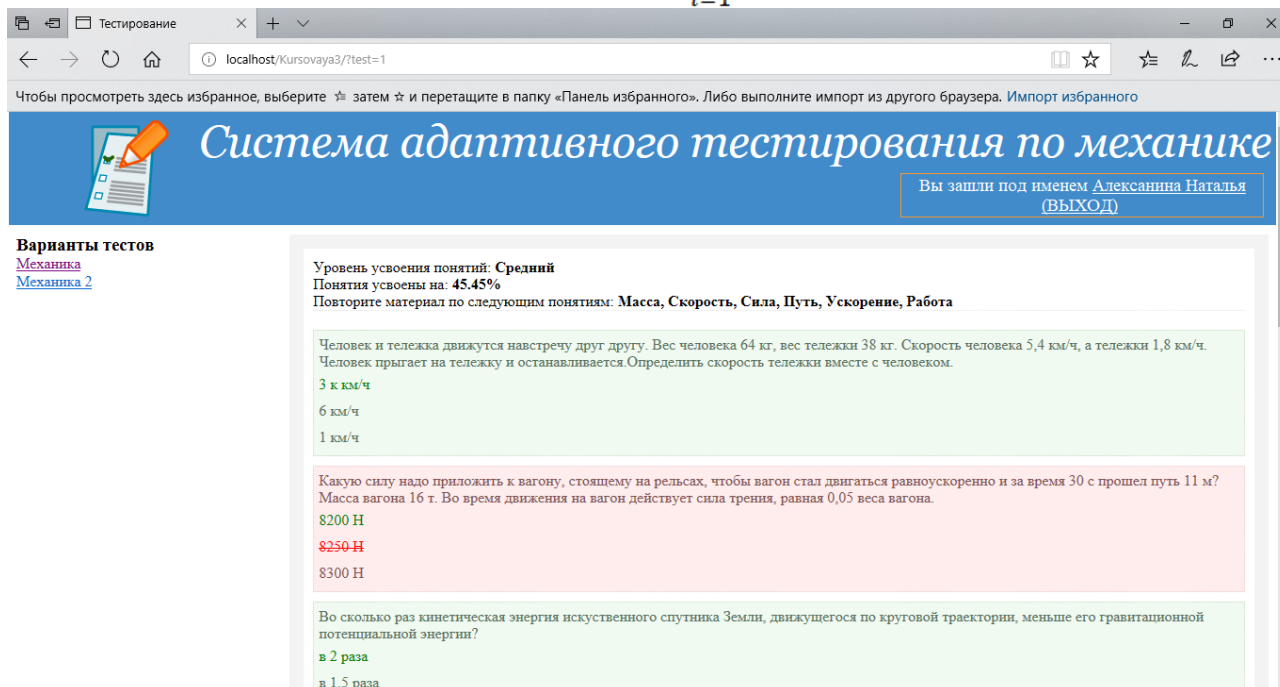 i=1
Тестирование
localhost/Kursovaya3/?test=1
Чтобы просмотреть здесь избранное, выберите затем и перетащите в папку «Панель избранного». Либо выполните импорт из другого браузера. Импорт избранного
Система адаптивного тестирования по механике
Вы зашли под именем Алексанина Наталья
(ВЫХОД)
Варианты тестов
Механика
Механика 2
Уровень усвоения понятий: Средний
Понятия усвоены на: 45.45%
Повторите материал по следующим понятиям: Масса, Скорость, Сила, Путь, Ускорение, Работа
Человек и тележка движутся навстречу друг другу. Вес человека 64 кг, вес тележки 38 кг. Скорость человека 5,4 км/ч, а тележки 1,8 км/ч.
Человек прыгает на тележку и останавливается.Определить скорость тележки вместе с человеком.
3 к км/ч
6 км/ч
1 км/ч
Какую силу надо приложить к вагону, стоящему на рельсах, чтобы вагон стал двигаться равноускоренно и за время 30 с прошел путь 11 м?
Масса вагона 16 т. Во время движения на вагон действует сила трения, равная 0,05 веса вагона.
8200 Н
8250 Н
8300 Н
Во сколько раз кинетическая энергия искуственного спутника Земли, движущегося по круговой траектории, меньше его гравитационной
потенциальной энергии?
в 2 раза
в 1,5 раза